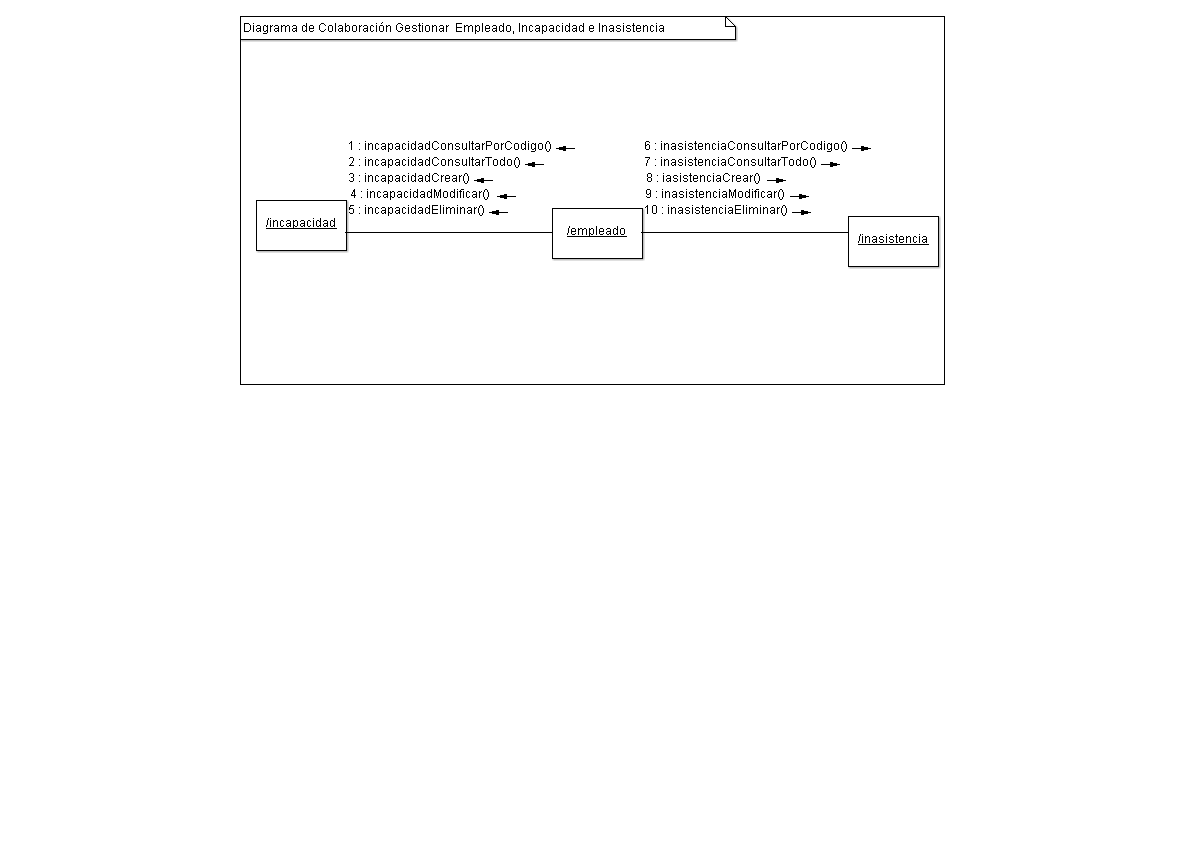 Diagrama de Colaboración Gestionar  Empleado, Incapacidad e Inasistencia
1 : incapacidadConsultarPorCodigo()
2 : incapacidadConsultarTodo()
3 : incapacidadCrear()
4 : incapacidadModificar()
5 : incapacidadEliminar()
6 : inasistenciaConsultarPorCodigo()
7 : inasistenciaConsultarTodo()
8 : iasistenciaCrear()
9 : inasistenciaModificar()
10 : inasistenciaEliminar()
/incapacidad
/empleado
/inasistencia